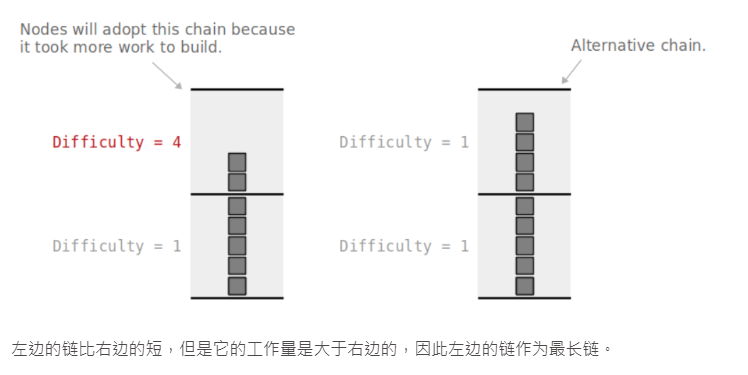 Nodes will adopt this chain because
it took more work to build.
Alternative chain.
Difficulty = 4
Difficulty = 1
Difficulty = 1
Difficulty = 1
左边的链比右边的短，但是它的工作量是大于右边的，因此左边的链作为最长链。